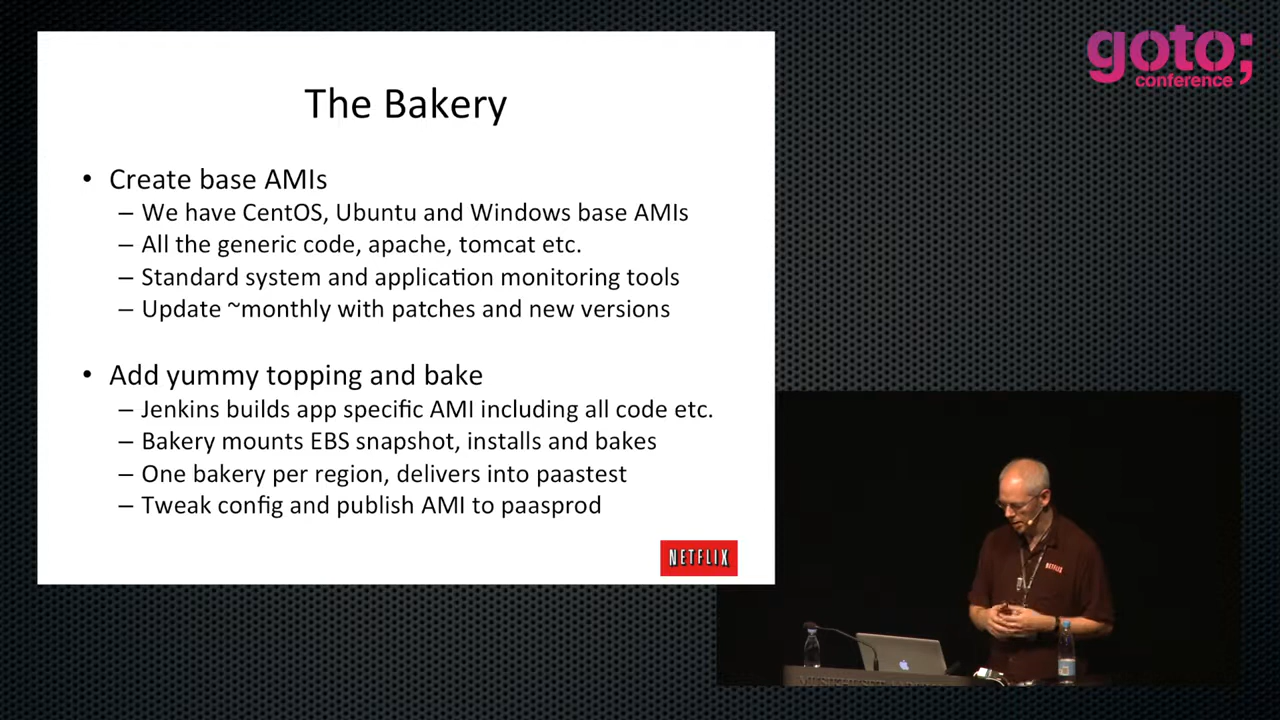 goto;
conference
The Bakery
• Create base AMIs
– We have CentOS, Ubuntu and Windows base AMIs
– All the generic code, apache, tomcat etc.
– Standard system and application monitoring tools
– Update ~monthly with patches and new versions
• Add yummy topping and bake
– Jenkins builds app specific AMI including all code etc.
– Bakery mounts EBS snapshot, installs and bakes
– One bakery per region, delivers into paastest
– Tweak config and publish AMI to paasprod
NETFLIX
NETFLIX